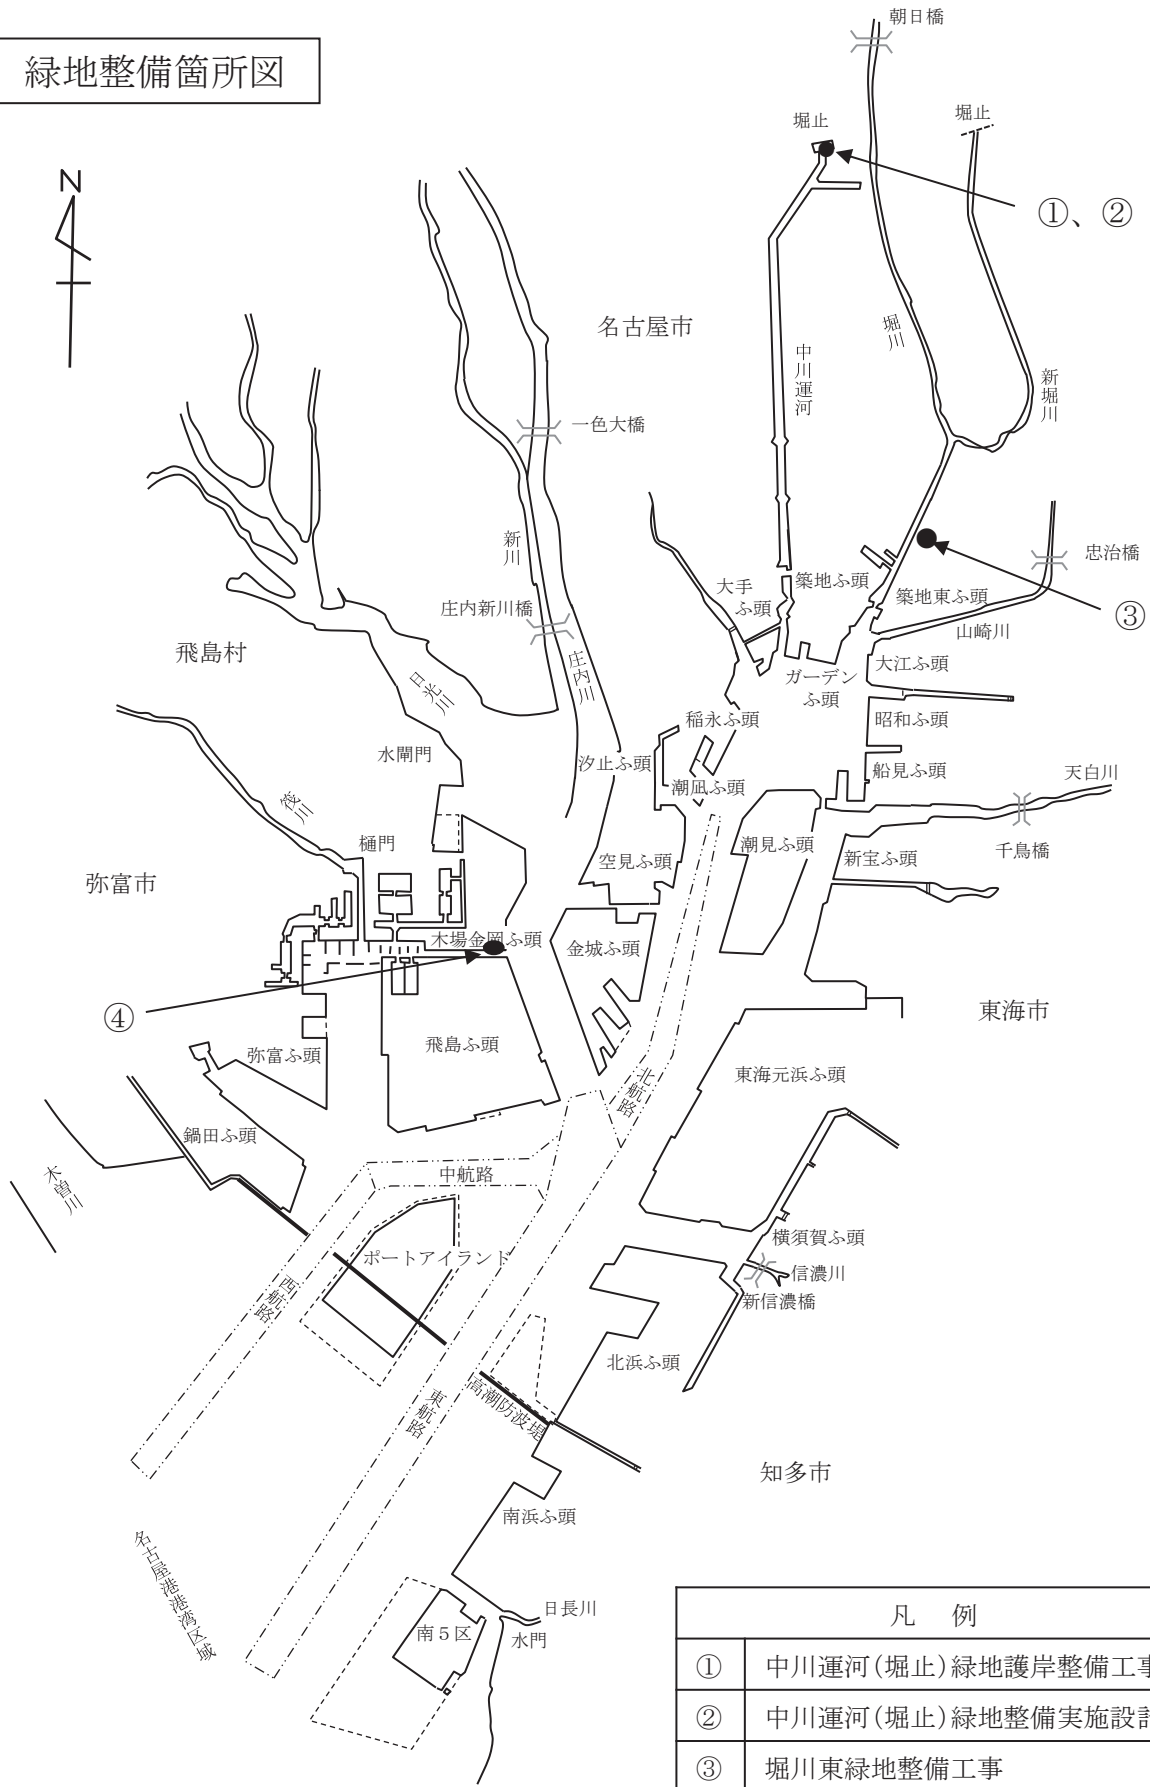 緑地整備箇所図
朝日橋
堀止
堀止
N
①、②
名古屋市
堀川
中川運河
新堀川
一色大橋
新川
忠治橋
大手ふ頭
築地ふ頭
築地東ふ頭
庄内新川橋
③
山崎川
飛島村
庄内川
大江ふ頭
ガーデンふ頭
日光川
稲永ふ頭
昭和ふ頭
水閘門
汐止ふ頭
船見ふ頭
天白川
潮凪ふ頭
筏川
樋門
潮見ふ頭
新宝ふ頭
千鳥橋
空見ふ頭
弥富市
木場金岡ふ頭
金城ふ頭
④
東海市
弥富ふ頭
飛島ふ頭
東海元浜ふ頭
北航路
鍋田ふ頭
木曽川
中航路
横須賀ふ頭
ポートアイランド
信濃川
西航路
新信濃橋
北浜ふ頭
東航路
高潮防波堤
知多市
南浜ふ頭
名古屋港港湾区域
日長川
南5区
水門
凡 例
① 中川運河(堀止)緑地護岸整備工事
② 中川運河(堀止)緑地整備実施設計
③ 堀川東緑地整備工事